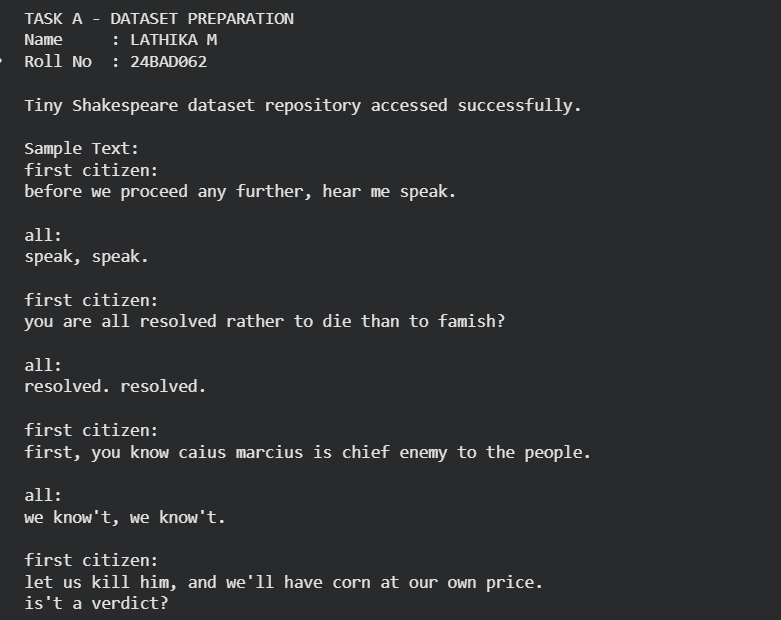 TASK A - DATASET PREPARATION
Name     : LATHIKA M
Roll No  : 24BAD062
Tiny Shakespeare dataset repository accessed successfully.
Sample Text:
first citizen:
before we proceed any further, hear me speak.
all:
speak, speak.
first citizen:
you are all resolved rather to die than to famish?
all:
resolved. resolved.
first citizen:
first, you know caius marcius is chief enemy to the people.
all:
we know't, we know't.
first citizen:
let us kill him, and we'll have corn at our own price.
is't a verdict?